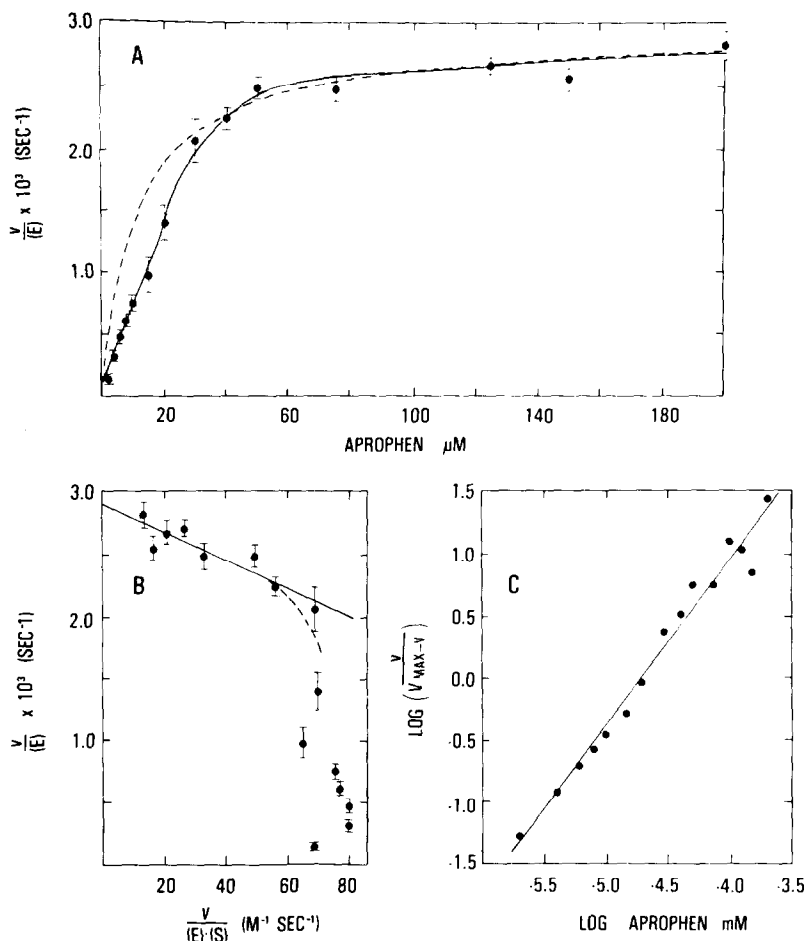 3.0
A
2.0
1.0
V/(E) x 10³ (SEC⁻¹)
20 60 100 140 180
APROPHEN µM
3.0
B
2.0
1.0
V/(E) x 10³ (SEC⁻¹)
0 20 40 60 80
V/(E)·(S) (M⁻¹ SEC⁻¹)
1.5
C
1.0
0.5
0.0
-0.5
-1.0
-1.5
LOG (V/V MAX-V)
-5.5 -5.0 -4.5 -4.0 -3.5
LOG APROPHEN mM